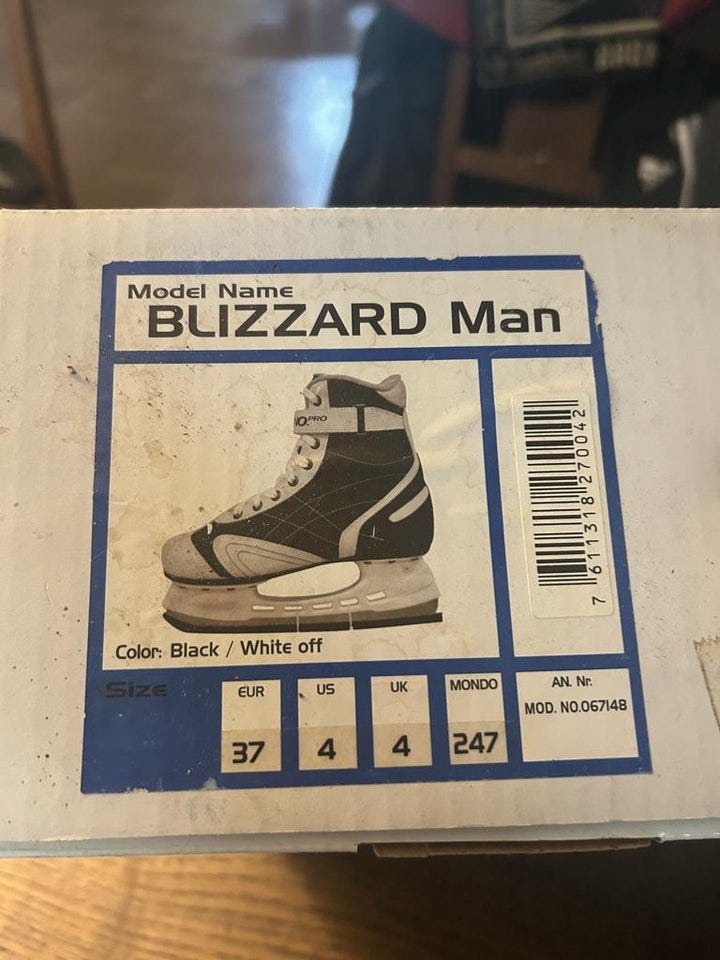 Model Name
BLIZZARD Man
PRO
7 611318 270042
Color: Black / White off
Size
EUR
37
US
4
UK
4
MONDO
247
AN. Nr.
MOD. NO.067148